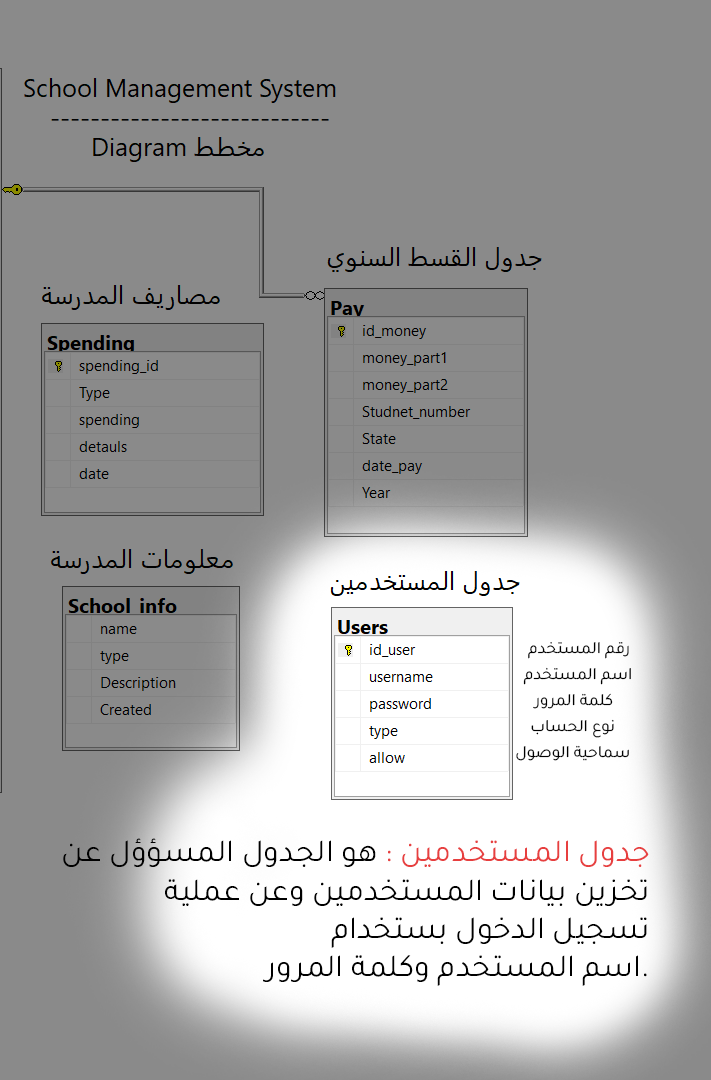 School Management System
----------------------------
Diagram مخطط
جدول القسط السنوي
Pay
id_money
money_part1
money_part2
Studnet_number
State
date_pay
Year
مصاريف المدرسة
Spending
spending_id
Type
spending
detauls
date
معلومات المدرسة
School_info
name
type
Description
Created
جدول المستخدمين
Users
id_user
username
password
type
allow
رقم المستخدم
اسم المستخدم
كلمة المرور
نوع الحساب
سماحية الوصول
جدول المستخدمين : هو الجدول المسؤؤل عن
تخزين بيانات المستخدمين وعن عملية
تسجيل الدخول بستخدام
اسم المستخدم وكلمة المرور.